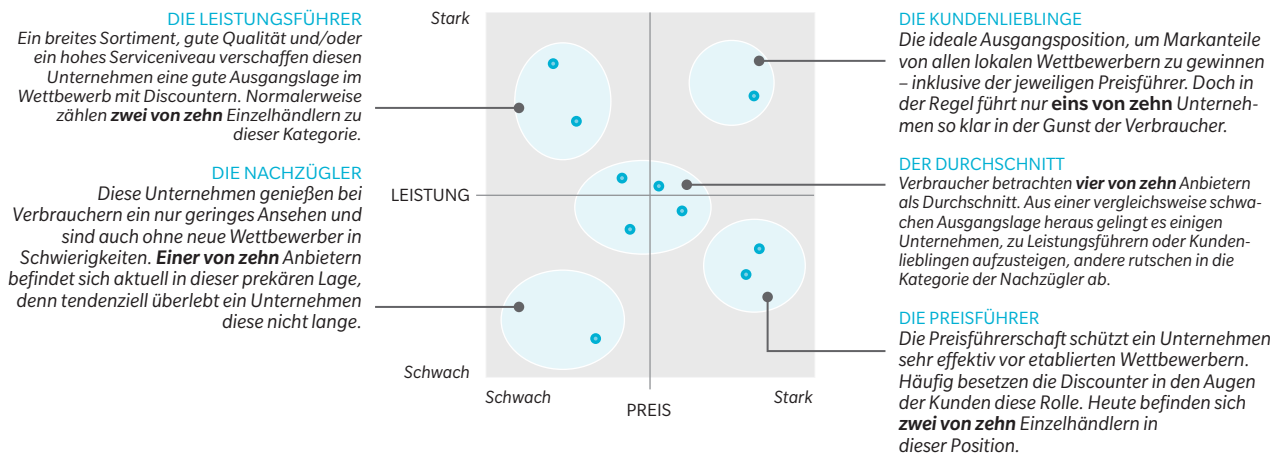 DIE LEISTUNGSFÜHRER
Ein breites Sortiment, gute Qualität und/oder
ein hohes Serviceniveau verschaffen diesen
Unternehmen eine gute Ausgangslage im
Wettbewerb mit Discountern. Normalerweise
zählen zwei von zehn Einzelhändlern zu
dieser Kategorie.
DIE NACHZÜGLER
Diese Unternehmen genießen bei
Verbrauchern ein nur geringes Ansehen und
sind auch ohne neue Wettbewerber in
Schwierigkeiten. Einer von zehn Anbietern
befindet sich aktuell in dieser prekären Lage,
denn tendenziell überlebt ein Unternehmen
diese nicht lange.
Stark
LEISTUNG
Schwach
Schwach
PREIS
Stark
DIE KUNDENLIEBLINGE
Die ideale Ausgangsposition, um Markanteile
von allen lokalen Wettbewerbern zu gewinnen
– inklusive der jeweiligen Preisführer. Doch in
der Regel führt nur eins von zehn Unterneh-
men so klar in der Gunst der Verbraucher.
DER DURCHSCHNITT
Verbraucher betrachten vier von zehn Anbietern
als Durchschnitt. Aus einer vergleichsweise schwa-
chen Ausgangslage heraus gelingt es einigen
Unternehmen, zu Leistungsführern oder Kunden-
lieblingen aufzusteigen, andere rutschen in die
Kategorie der Nachzügler ab.
DIE PREISFÜHRER
Die Preisführerschaft schützt ein Unternehmen
sehr effektiv vor etablierten Wettbewerbern.
Häufig besetzen die Discounter in den Augen
der Kunden diese Rolle. Heute befinden sich
zwei von zehn Einzelhändlern in
dieser Position.